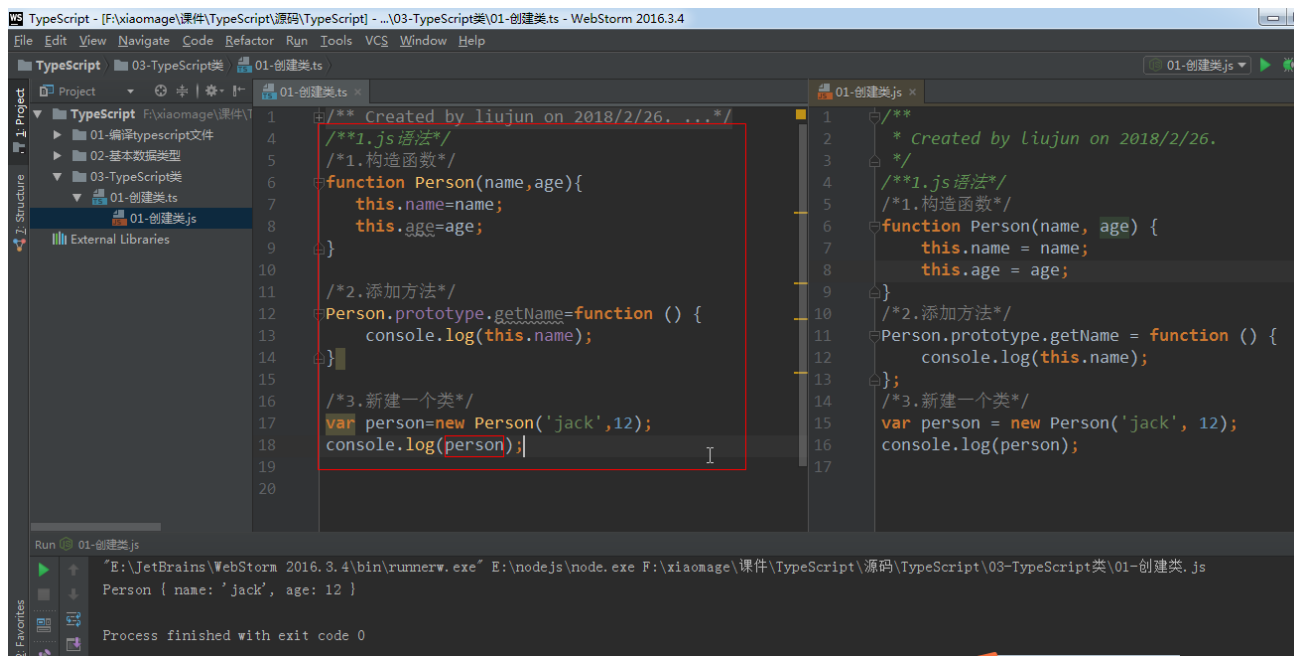 TypeScript - [F:\xiaomage\课件\TypeScript\源码\TypeScript] - ...\03-TypeScript类\01-创建类.ts - WebStorm 2016.3.4
File Edit View Navigate Code Refactor Run Tools VCS Window Help
TypeScript 03-TypeScript类 01-创建类.ts 01-创建类.js
1: Project
7: Structure
2: Favorites
Project
TypeScript F:\xiaomage\课件\T
01-编译typescript文件
02-基本数据类型
03-TypeScript类
01-创建类.ts
01-创建类.js
External Libraries
01-创建类.ts
1 /** Created by liujun on 2018/2/26. ...*/
4 /**1.js语法*/
5 /*1.构造函数*/
6 function Person(name,age){
7 this.name=name;
8 this.age=age;
9 }
10
11 /*2.添加方法*/
12 Person.prototype.getName=function () {
13 console.log(this.name);
14 }
15
16 /*3.新建一个类*/
17 var person=new Person('jack',12);
18 console.log(person);
19
20
01-创建类.js
1 /**
2 * Created by liujun on 2018/2/26.
3 */
4 /**1.js语法*/
5 /*1.构造函数*/
6 function Person(name, age) {
7 this.name = name;
8 this.age = age;
9 }
10 /*2.添加方法*/
11 Person.prototype.getName = function () {
12 console.log(this.name);
13 };
14 /*3.新建一个类*/
15 var person = new Person('jack', 12);
16 console.log(person);
17
Run 01-创建类.js
"E:\JetBrains\WebStorm 2016.3.4\bin\runnerw.exe" E:\nodejs\node.exe F:\xiaomage\课件\TypeScript\源码\TypeScript\03-TypeScript类\01-创建类.js
Person { name: 'jack', age: 12 }
Process finished with exit code 0